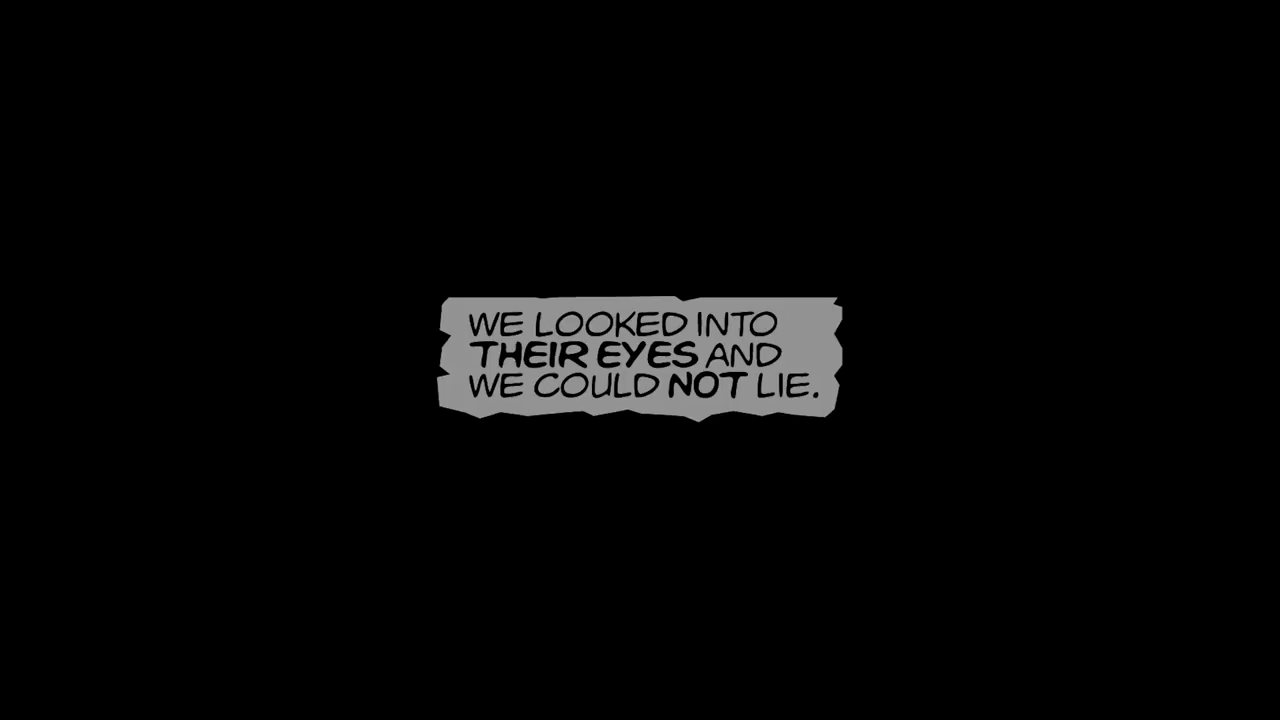 WE LOOKED INTO
THEIR EYES AND
WE COULD NOT LIE.